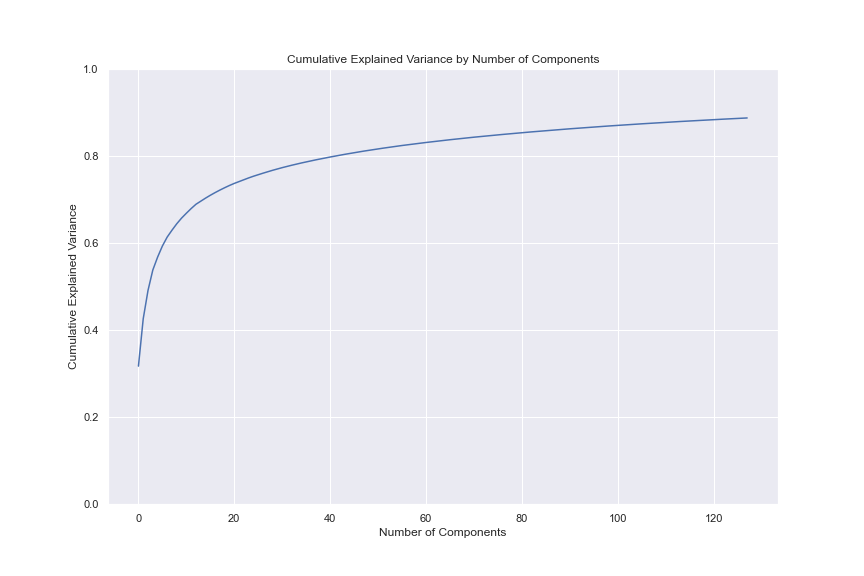 Cumulative Explained Variance by Number of Components
1.0
0.8
0.6
0.4
0.2
0.0
Cumulative Explained Variance
0 20 40 60 80 100 120
Number of Components